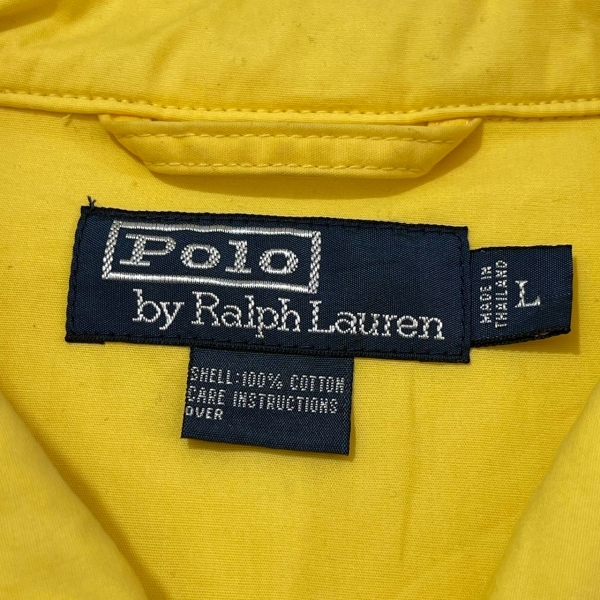 Polo
by Ralph Lauren
MADE IN
THAILAND
L
SHELL:100% COTTON
CARE INSTRUCTIONS
OVER